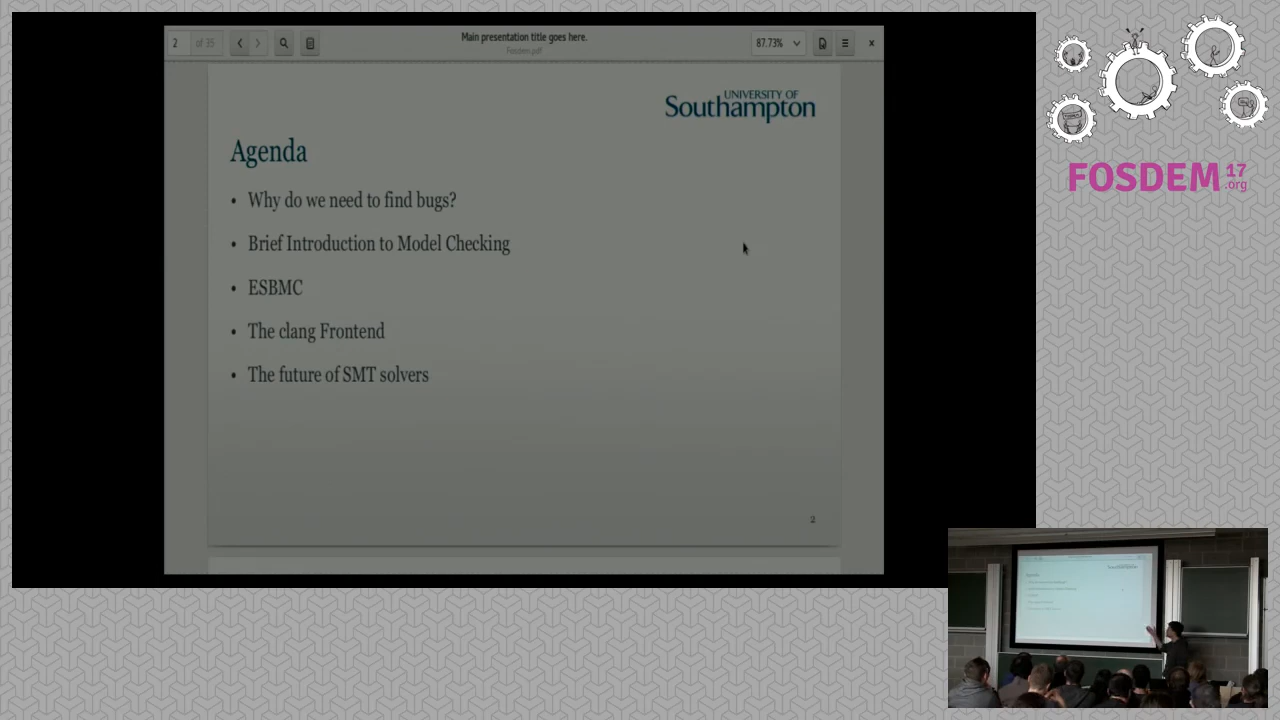 2 of 35
Main presentation title goes here.
Fosdem.pdf
87.73%
UNIVERSITY OF
Southampton
Agenda
• Why do we need to find bugs?
• Brief Introduction to Model Checking
• ESBMC
• The clang Frontend
• The future of SMT solvers
2
FOSDEM 17
.org